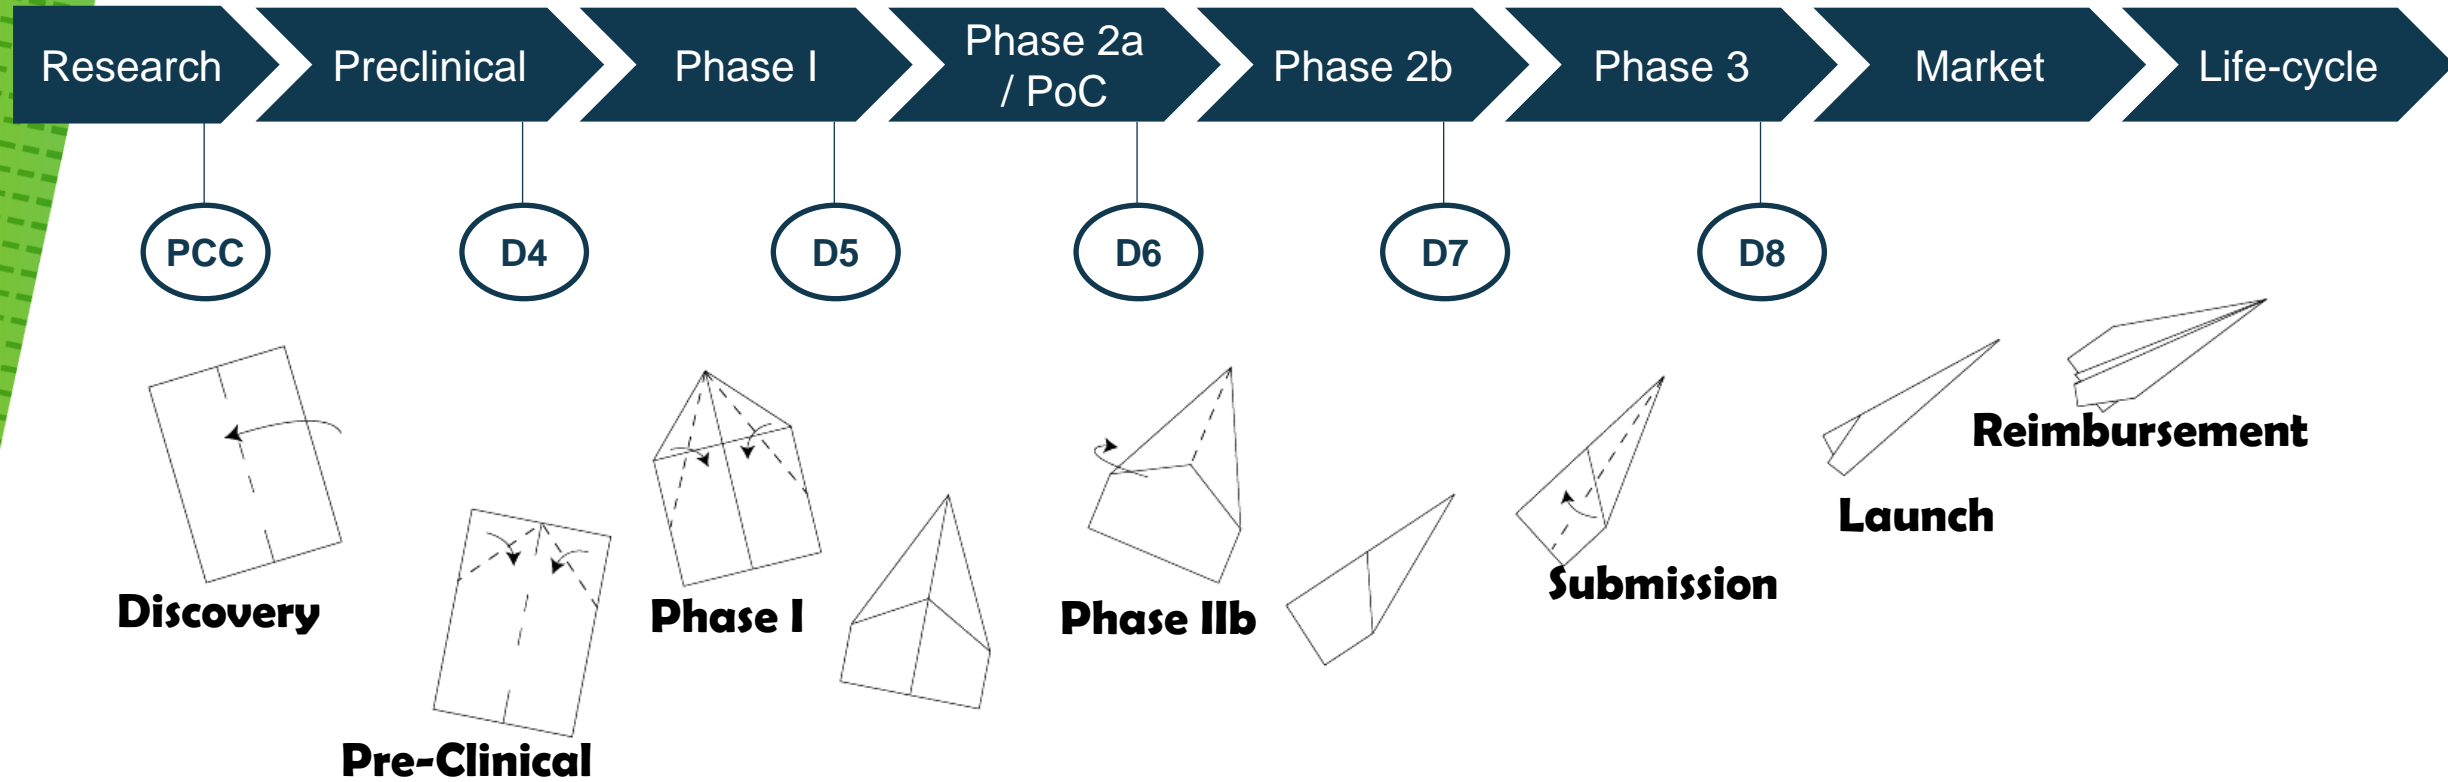 Research
Preclinical
Phase I
Phase 2a
/ PoC
Phase 2b
Phase 3
Market
Life-cycle
PCC
D4
D5
D6
D7
D8
Discovery
Pre-Clinical
Phase I
Phase IIb
Submission
Launch
Reimbursement